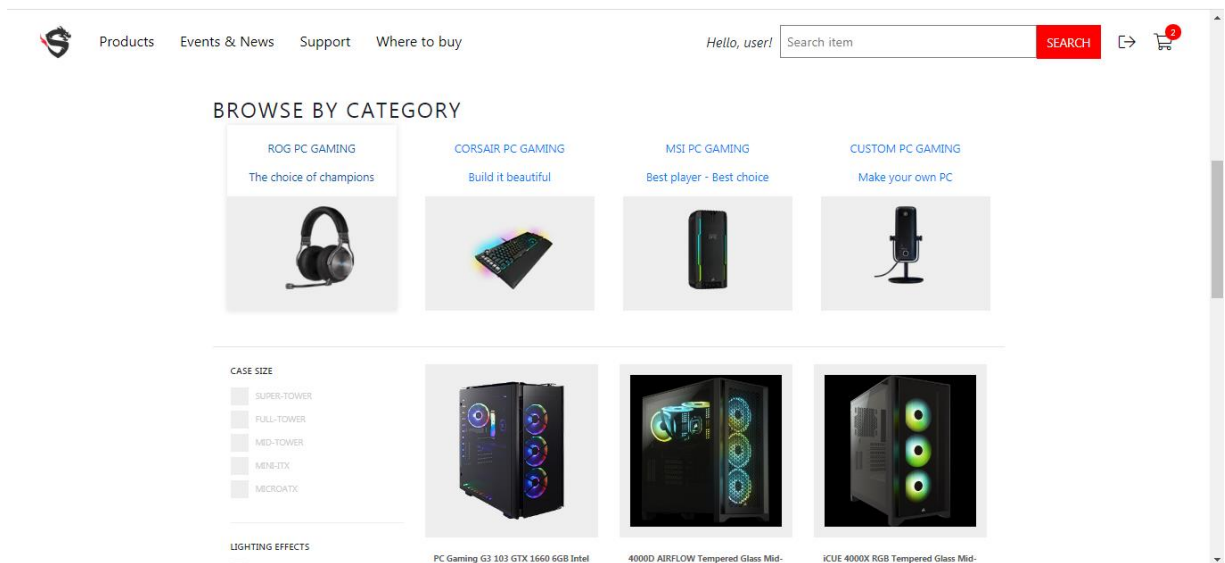 Products Events & News Support Where to buy Hello, user! Search item SEARCH 2
BROWSE BY CATEGORY
ROG PC GAMING
The choice of champions
CORSAIR PC GAMING
Build it beautiful
MSI PC GAMING
Best player - Best choice
CUSTOM PC GAMING
Make your own PC
CASE SIZE
SUPER-TOWER
FULL-TOWER
MID-TOWER
MINI-ITX
MICROATX
LIGHTING EFFECTS
PC Gaming G3 103 GTX 1660 6GB Intel
4000D AIRFLOW Tempered Glass Mid-
iCUE 4000X RGB Tempered Glass Mid-